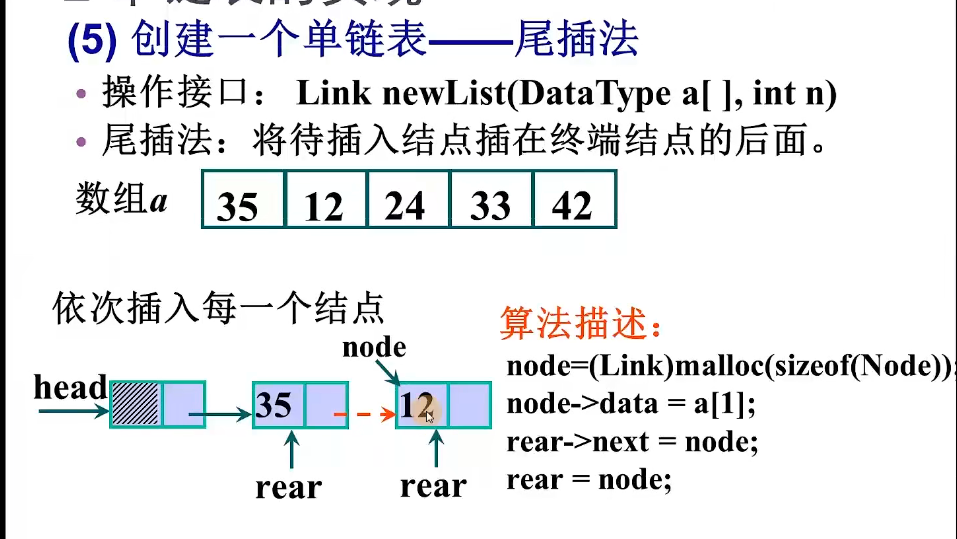 (5) 创建一个单链表——尾插法
• 操作接口： Link newList(DataType a[ ], int n)
• 尾插法：将待插入结点插在终端结点的后面。
数组a 35 12 24 33 42
依次插入每一个结点
算法描述：
node
node=(Link)malloc(sizeof(Node));
head
35
12
node->data = a[1];
rear->next = node;
rear
rear
rear = node;